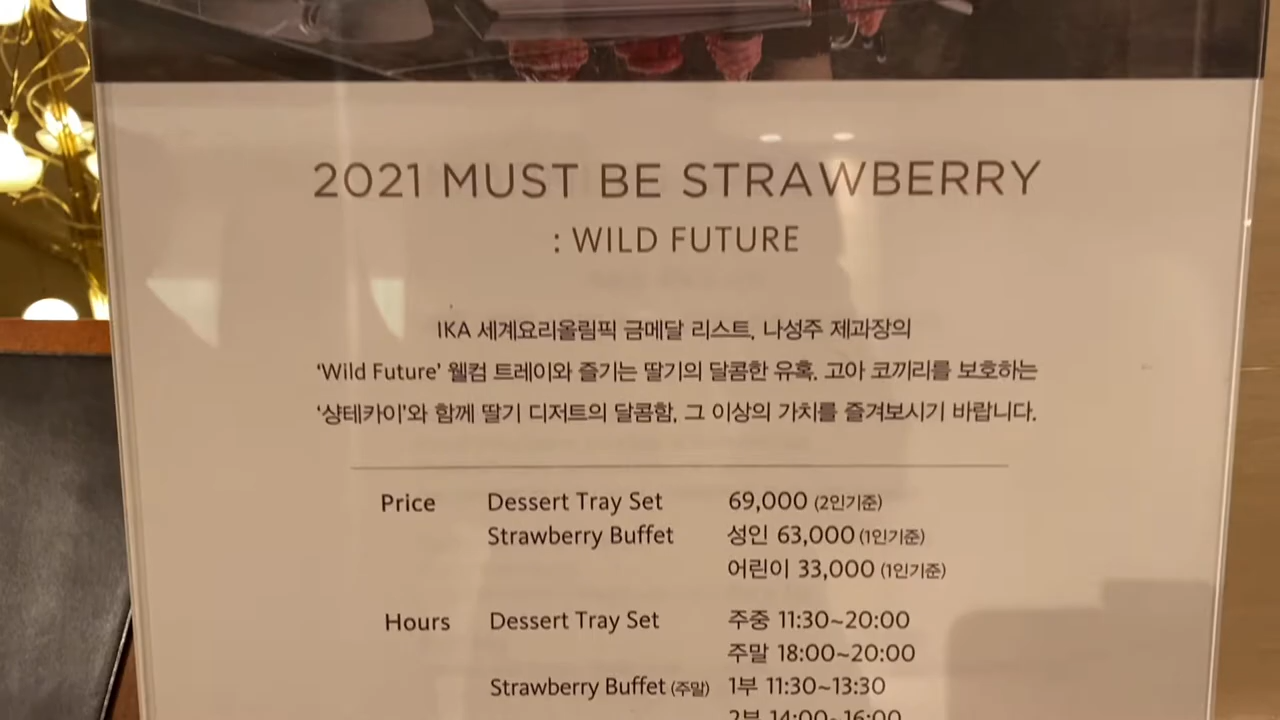 2021 MUST BE STRAWBERRY
: WILD FUTURE
IKA 세계요리올림픽 금메달 리스트, 나성주 제과장의
‘Wild Future’ 웰컴 트레이와 즐기는 딸기의 달콤한 유혹. 고아 코끼리를 보호하는
‘샹테카이’와 함께 딸기 디저트의 달콤함, 그 이상의 가치를 즐겨보시기 바랍니다.
Price Dessert Tray Set 69,000 (2인기준)
Strawberry Buffet 성인 63,000 (1인기준)
어린이 33,000 (1인기준)
Hours Dessert Tray Set 주중 11:30~20:00
주말 18:00~20:00
Strawberry Buffet (주말) 1부 11:30~13:30
2부 14:00~16:00